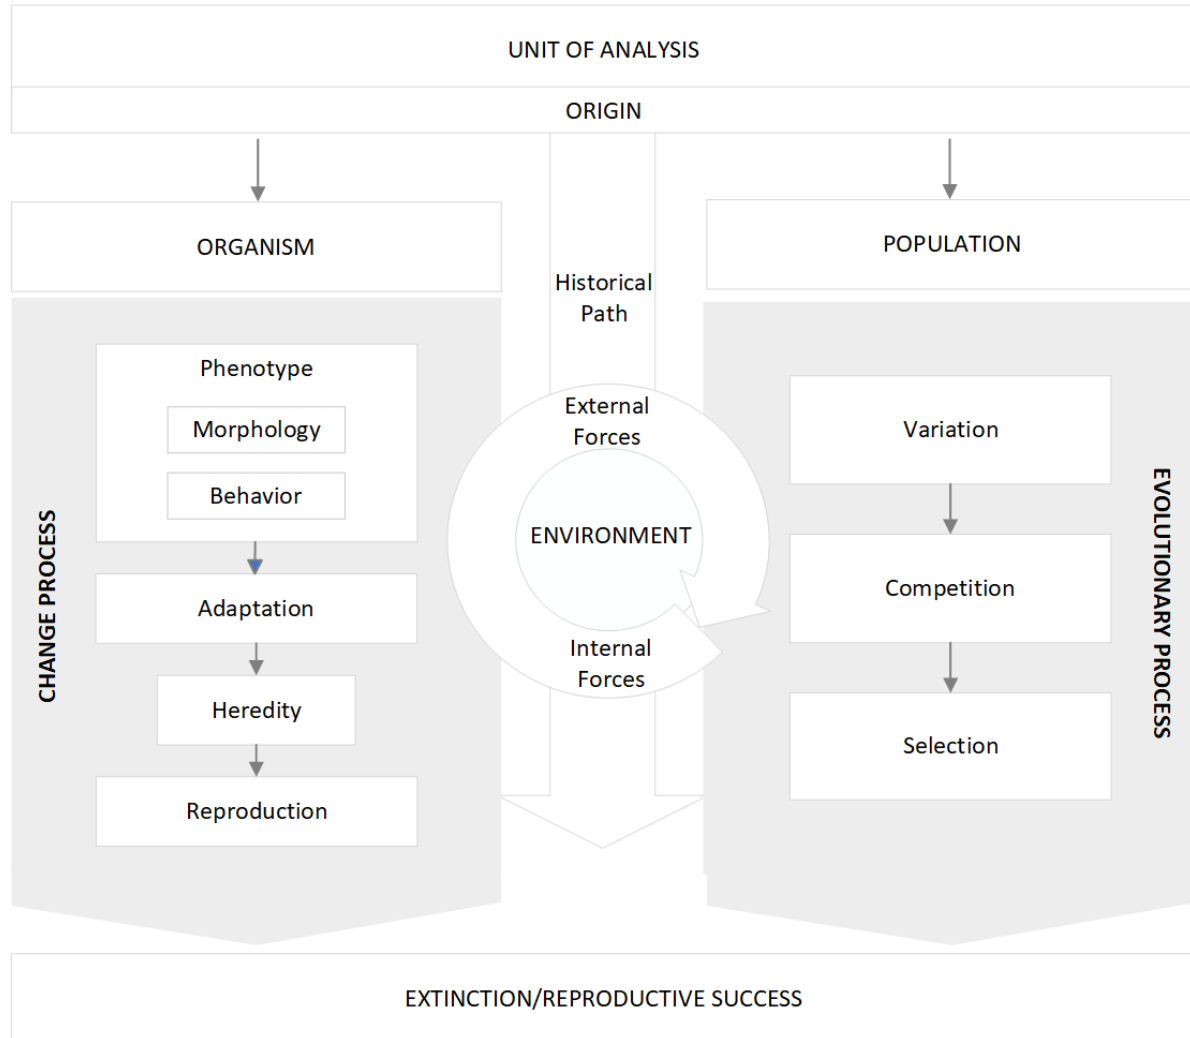 UNIT OF ANALYSIS
ORIGIN
ORGANISM
POPULATION
Historical
Path
CHANGE PROCESS
Phenotype
Morphology
Behavior
Adaptation
Heredity
Reproduction
External
Forces
ENVIRONMENT
Internal
Forces
Variation
Competition
Selection
EVOLUTIONARY PROCESS
EXTINCTION/REPRODUCTIVE SUCCESS